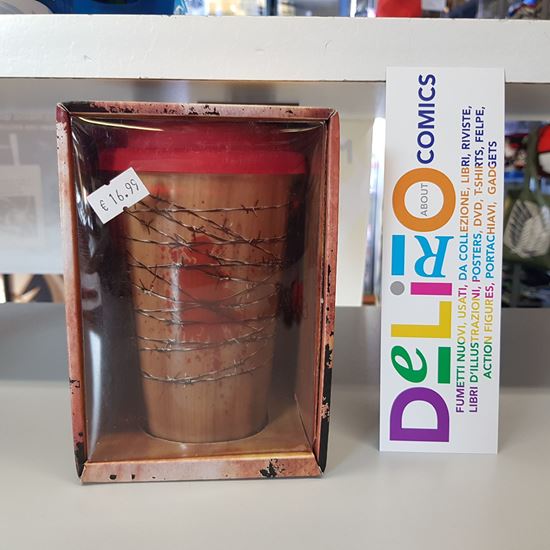 € 16.99
DeLiRiO
ABOUT
COMICS
FUMETTI NUOVI, USATI, DA COLLEZIONE, LIBRI, RIVISTE,
LIBRI D'ILLUSTRAZIONI, POSTERS, DVD, T-SHIRTS, FELPE,
ACTION FIGURES, PORTACHIAVI, GADGETS